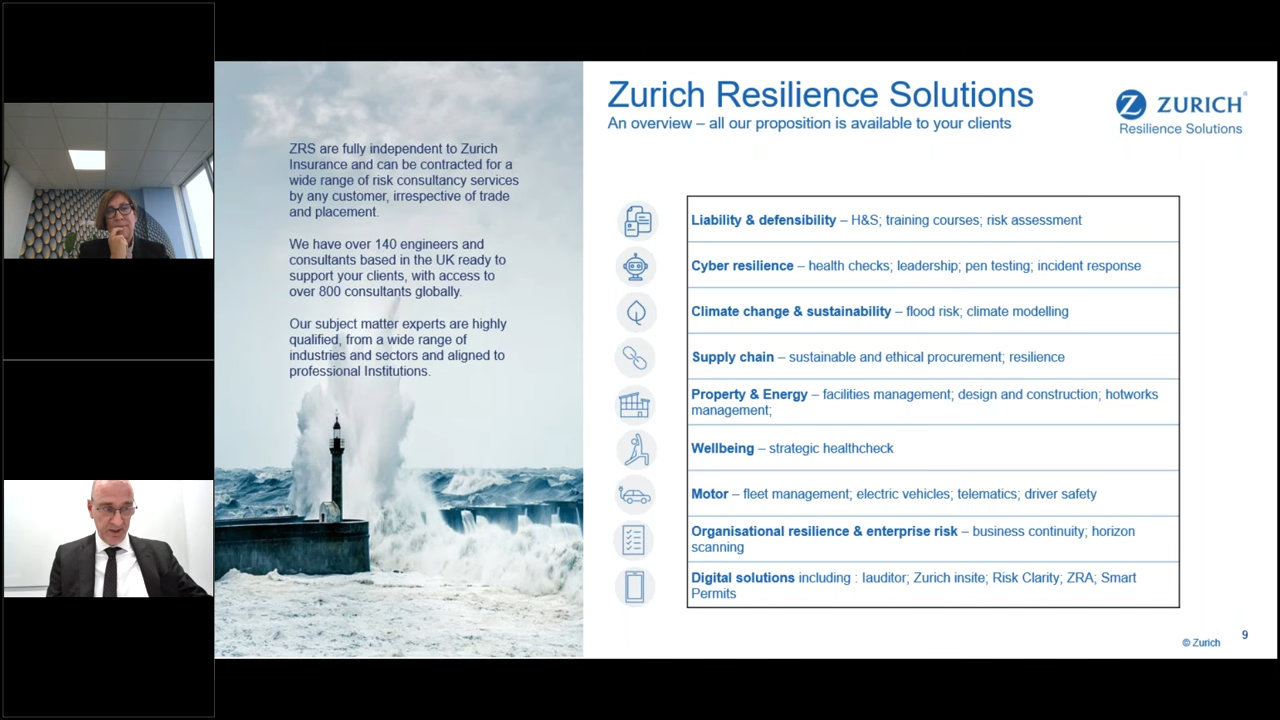 Zurich Resilience Solutions
An overview – all our proposition is available to your clients
ZURICH®
Resilience Solutions
ZRS are fully independent to Zurich
Insurance and can be contracted for a
wide range of risk consultancy services
by any customer, irrespective of trade
and placement.
We have over 140 engineers and
consultants based in the UK ready to
support your clients, with access to
over 800 consultants globally.
Our subject matter experts are highly
qualified, from a wide range of
industries and sectors and aligned to
professional Institutions.
Liability & defensibility – H&S; training courses; risk assessment
Cyber resilience – health checks; leadership; pen testing; incident response
Climate change & sustainability – flood risk; climate modelling
Supply chain – sustainable and ethical procurement; resilience
Property & Energy – facilities management; design and construction; hotworks
management;
Wellbeing – strategic healthcheck
Motor – fleet management; electric vehicles; telematics; driver safety
Organisational resilience & enterprise risk – business continuity; horizon
scanning
Digital solutions including : Iauditor; Zurich insite; Risk Clarity; ZRA; Smart
Permits
© Zurich
9